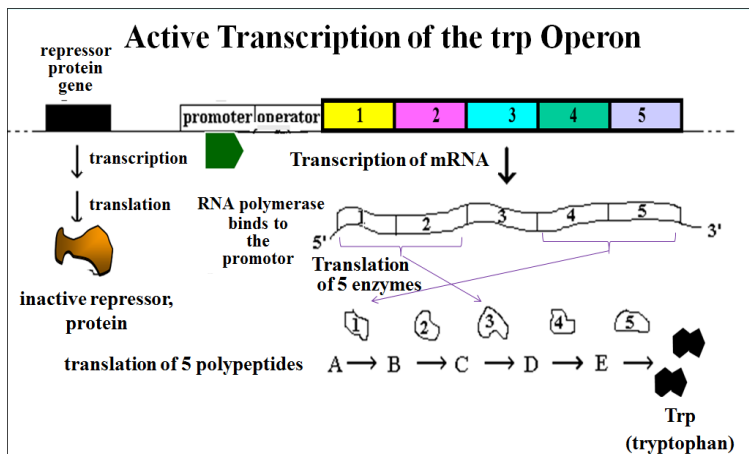 Active Transcription of the trp Operon
repressor
protein
gene
promoter operator 1 2 3 4 5
transcription
Transcription of mRNA
translation
RNA polymerase
binds to
the
promotor
5' 1 2 3 4 5 3'
Translation
of 5 enzymes
inactive repressor,
protein
1 2 3 4 5
translation of 5 polypeptides A → B → C → D → E →
Trp
(tryptophan